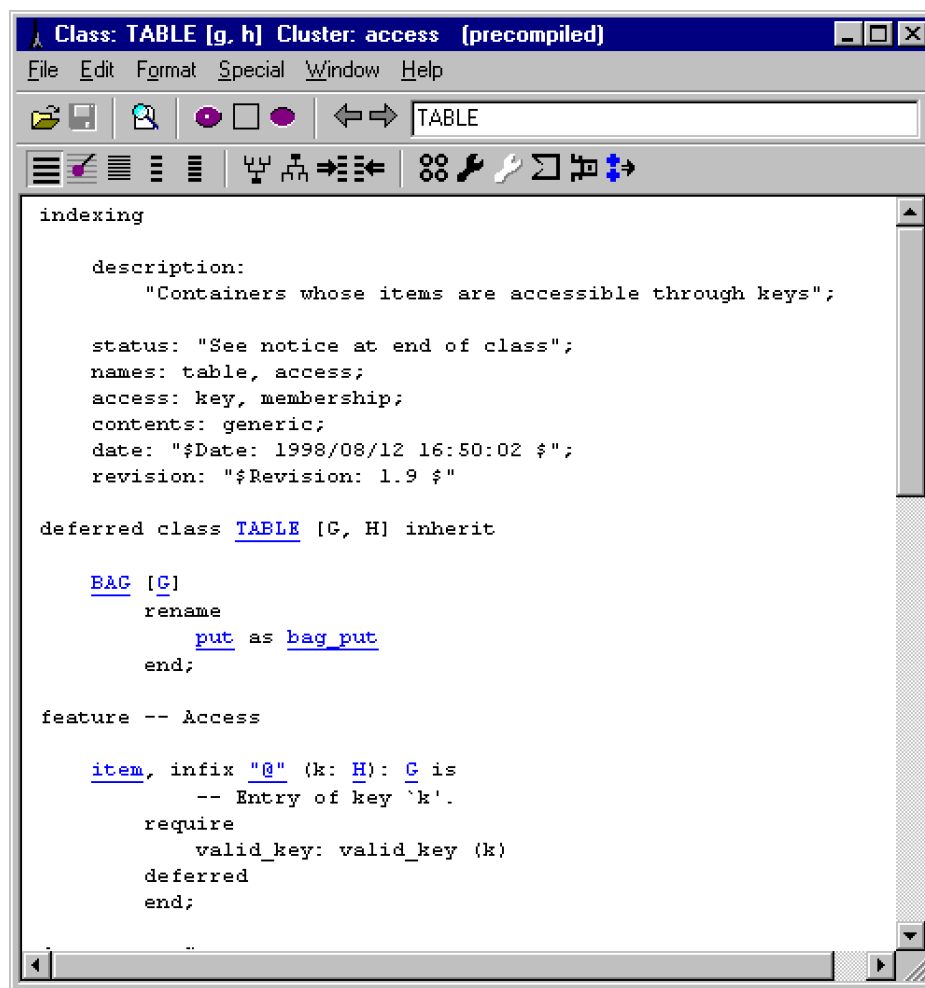 Class: TABLE [g, h] Cluster: access (precompiled)
File Edit Format Special Window Help
TABLE
indexing
description:
"Containers whose items are accessible through keys";
status: "See notice at end of class";
names: table, access;
access: key, membership;
contents: generic;
date: "$Date: 1998/08/12 16:50:02 $";
revision: "$Revision: 1.9 $"
deferred class TABLE [G, H] inherit
BAG [G]
rename
put as bag_put
end;
feature -- Access
item, infix "@" (k: H): G is
-- Entry of key `k'.
require
valid_key: valid_key (k)
deferred
end;